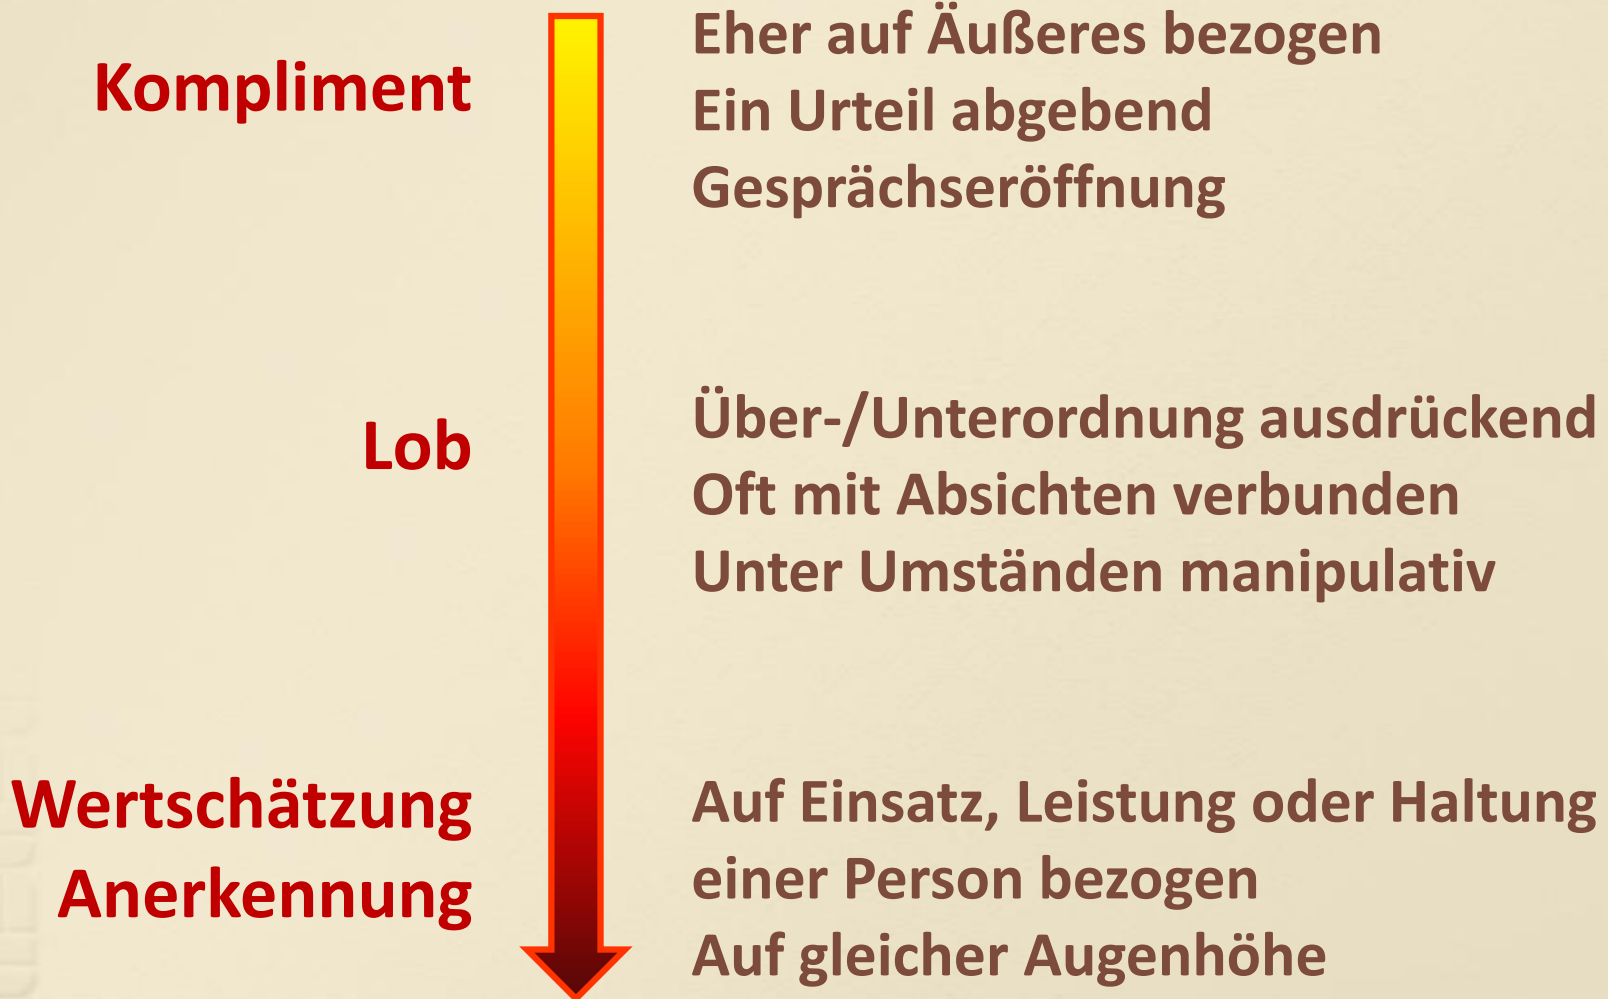 Kompliment
Eher auf Äußeres bezogen
Ein Urteil abgebend
Gesprächseröffnung
Lob
Über-/Unterordnung ausdrückend
Oft mit Absichten verbunden
Unter Umständen manipulativ
Wertschätzung
Anerkennung
Auf Einsatz, Leistung oder Haltung
einer Person bezogen
Auf gleicher Augenhöhe